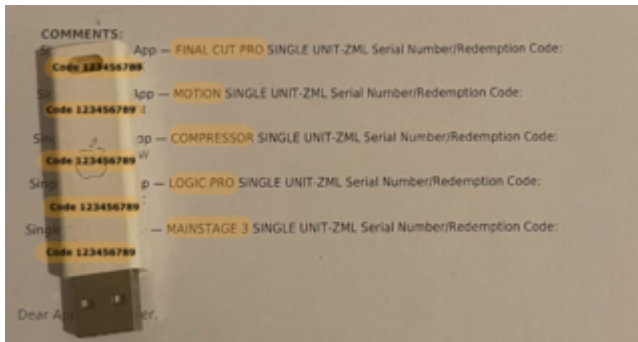 COMMENTS:
App — FINAL CUT PRO SINGLE UNIT-ZML Serial Number/Redemption Code:
Code 123456789
App — MOTION SINGLE UNIT-ZML Serial Number/Redemption Code:
Code 123456789
— COMPRESSOR SINGLE UNIT-ZML Serial Number/Redemption Code:
Code 123456789 W
— LOGIC PRO SINGLE UNIT-ZML Serial Number/Redemption Code:
Code 123456789
Single — MAINSTAGE 3 SINGLE UNIT-ZML Serial Number/Redemption Code:
Code 123456789
Dear